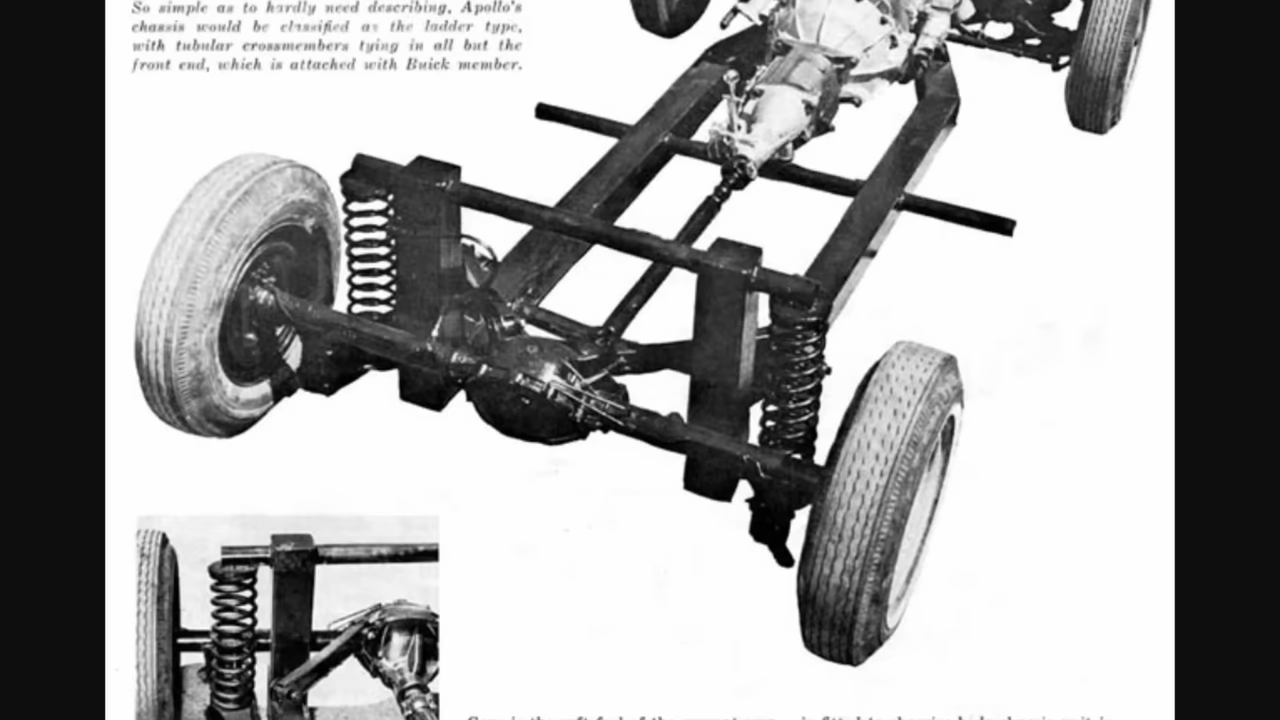 So simple as to hardly need describing, Apollo's
chassis would be classified as the ladder type,
with tubular crossmembers tying in all but the
front end, which is attached with Buick member.